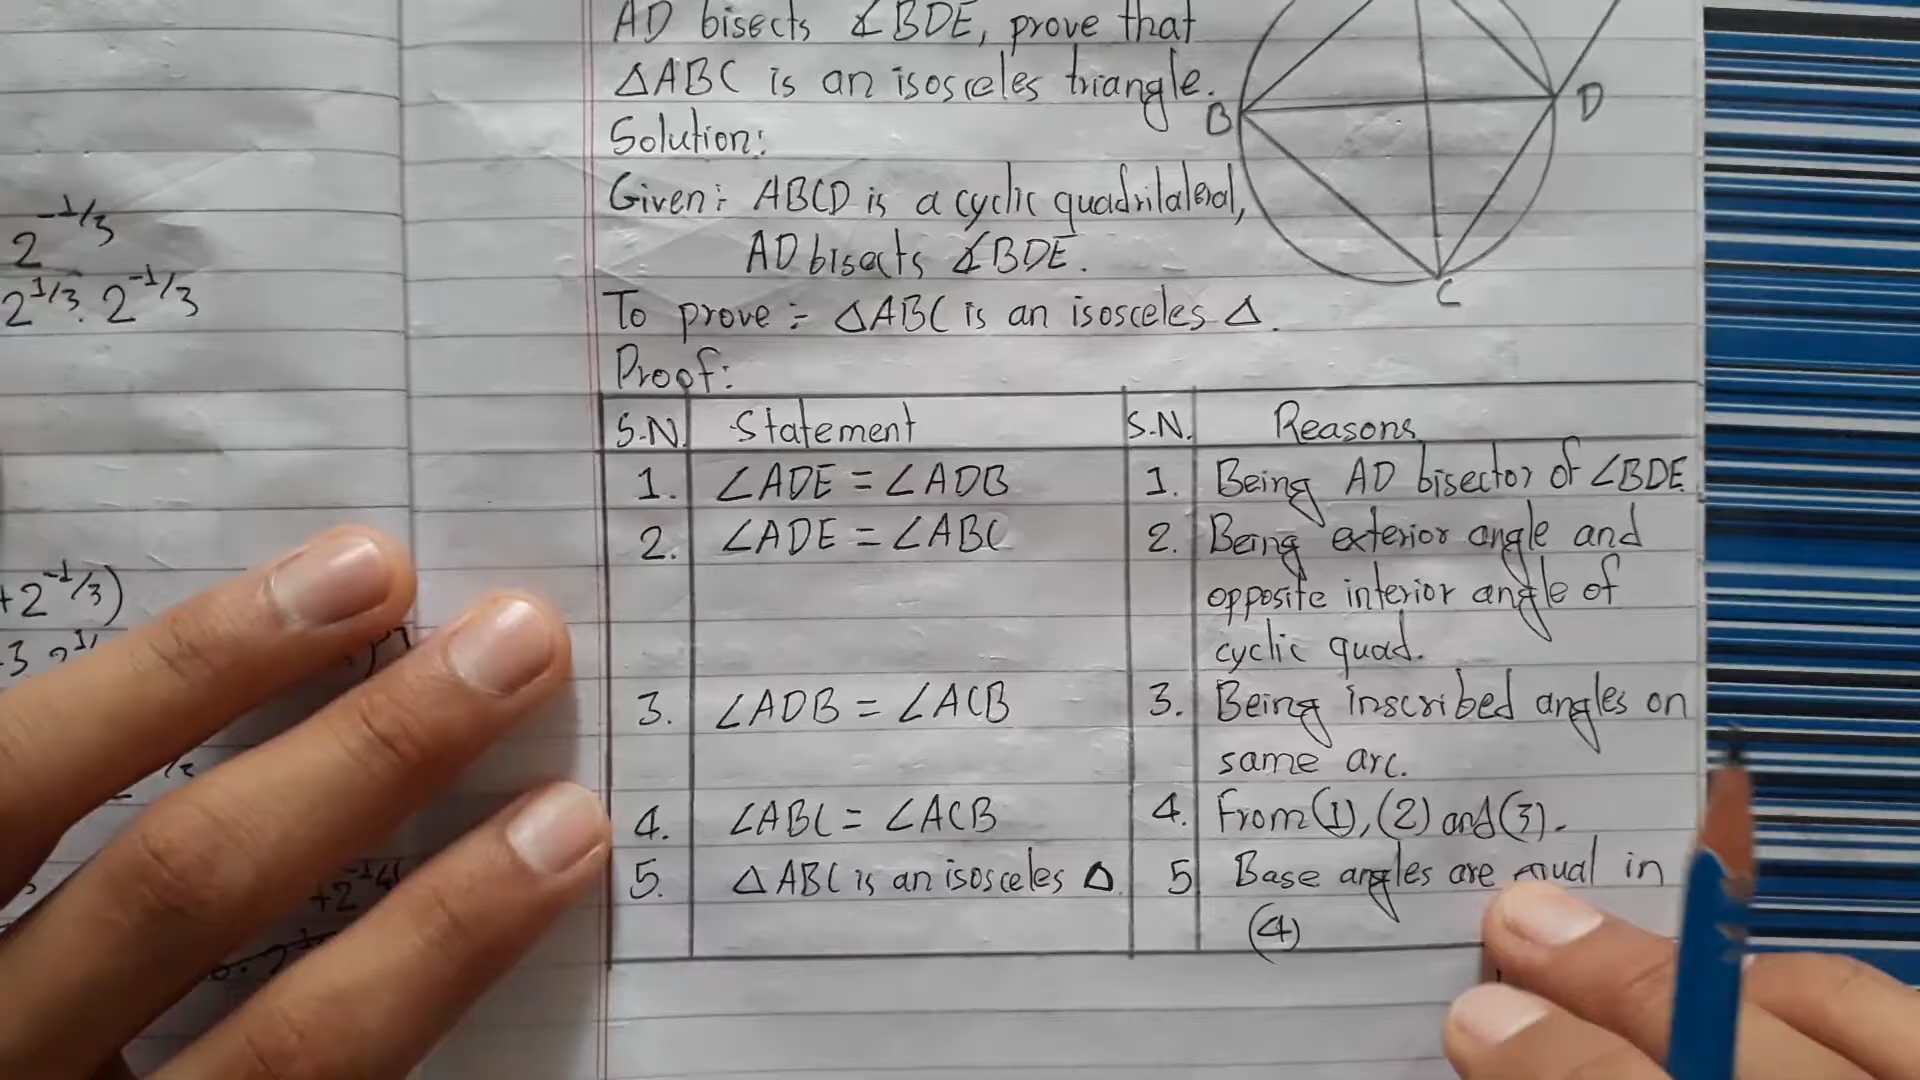 AD bisects ∡BDE, prove that
△ABC is an isosceles triangle.
B
D
Solution:
Given: ABCD is a cyclic quadrilateral,
AD bisects ∡BDE.
C
To prove :- △ABC is an isosceles △.
Proof:
S.N. Statement S.N. Reasons
1. ∠ADE = ∠ADB 1. Being AD bisector of ∠BDE
2. ∠ADE = ∠ABC 2. Being exterior angle and
opposite interior angle of
cyclic quad.
3. ∠ADB = ∠ACB 3. Being inscribed angles on
same arc.
4. ∠ABC = ∠ACB 4. From (1), (2) and (3).
5. △ABC is an isosceles △ 5 Base angles are equal in
(4)
2^-1/3
2^1/3. 2^-1/3
+2^-1/3)